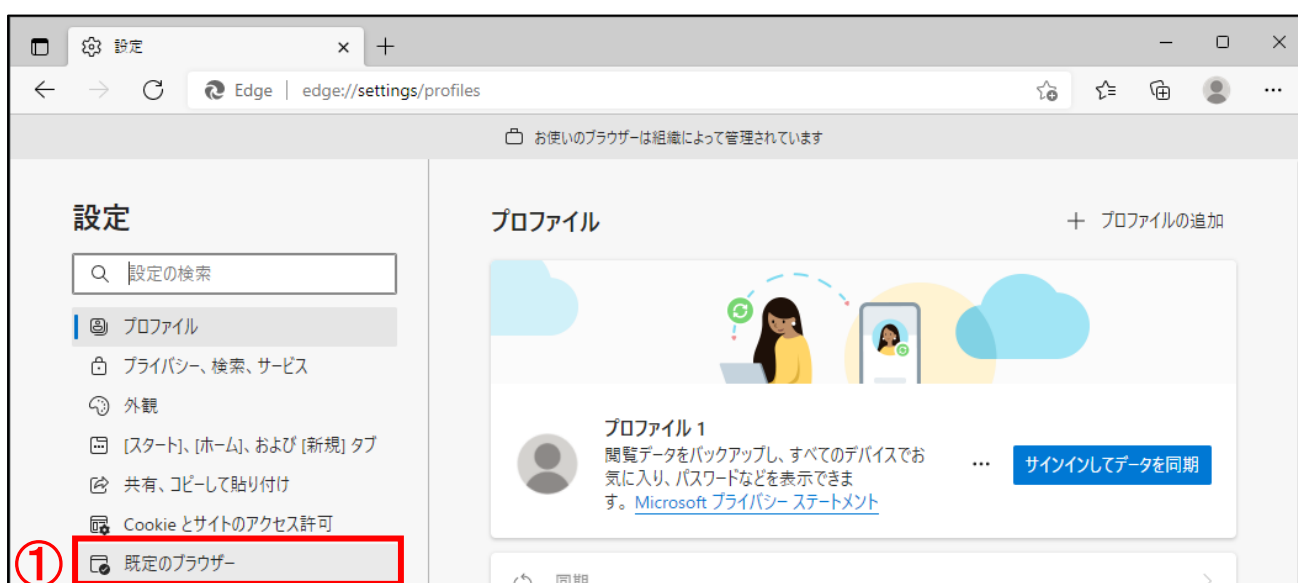 設定
Edge | edge://settings/profiles
お使いのブラウザーは組織によって管理されています
設定
設定の検索
プロファイル
プライバシー、検索、サービス
外観
[スタート]、[ホーム]、および [新規] タブ
共有、コピーして貼り付け
Cookie とサイトのアクセス許可
① 既定のブラウザー
プロファイル
＋ プロファイルの追加
プロファイル 1
閲覧データをバックアップし、すべてのデバイスでお
気に入り、パスワードなどを表示できま
す。Microsoft プライバシー ステートメント
サインインしてデータを同期
同期